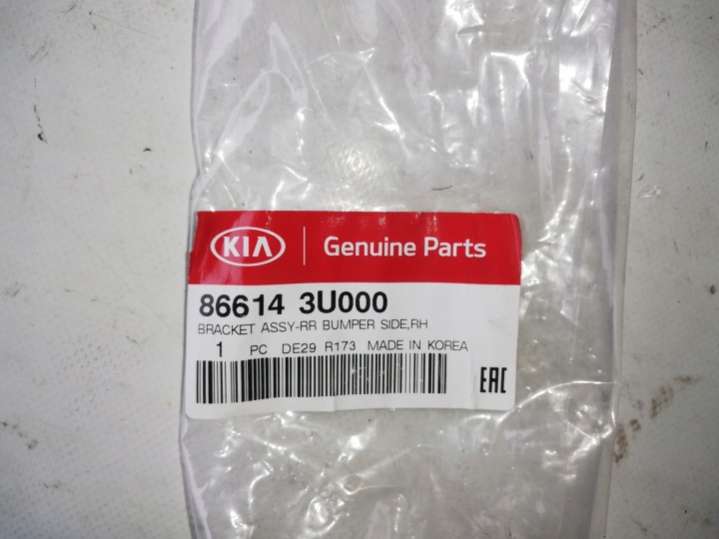 KIA Genuine Parts
86614 3U000
BRACKET ASSY-RR BUMPER SIDE,RH
1 PC DE29 R173 MADE IN KOREA
EAC